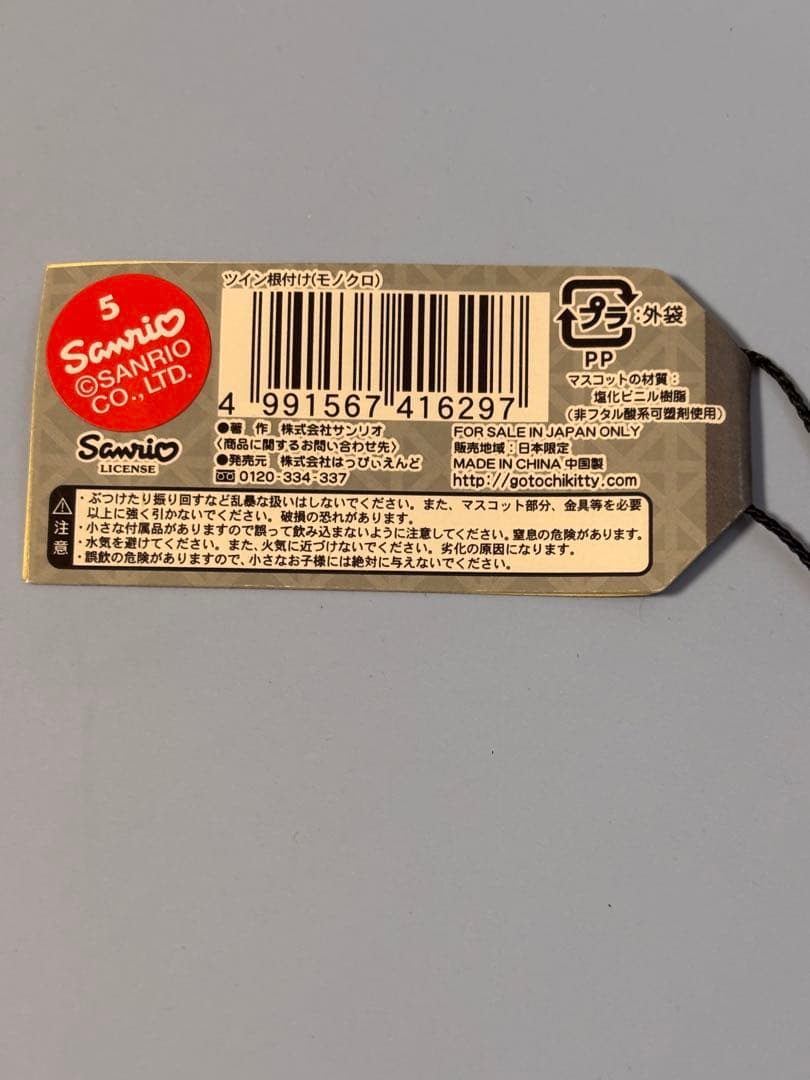 5
Sanrio
©SANRIO
CO., LTD.
Sanrio
LICENSE
ツイン根付け(モノクロ)
4 991567 416297
●著 作 株式会社サンリオ
〈商品に関するお問い合わせ先〉
●発売元 株式会社はっぴぃえんど
0120-334-337
プラ:外袋
PP
マスコットの材質:
塩化ビニル樹脂
(非フタル酸系可塑剤使用)
FOR SALE IN JAPAN ONLY
販売地域:日本限定
MADE IN CHINA 中国製
http://gotochikitty.com
注意
・ぶつけたり振り回すなど乱暴な扱いはしないでください。また、マスコット部分、金具等を必要
以上に強く引かないでください。破損の恐れがあります。
・小さな付属品がありますので誤って飲み込まないように注意してください。窒息の危険があります。
・水気を避けてください。また、火気に近づけないでください。劣化の原因になります。
・誤飲の危険がありますので、小さなお子様には絶対に与えないでください。